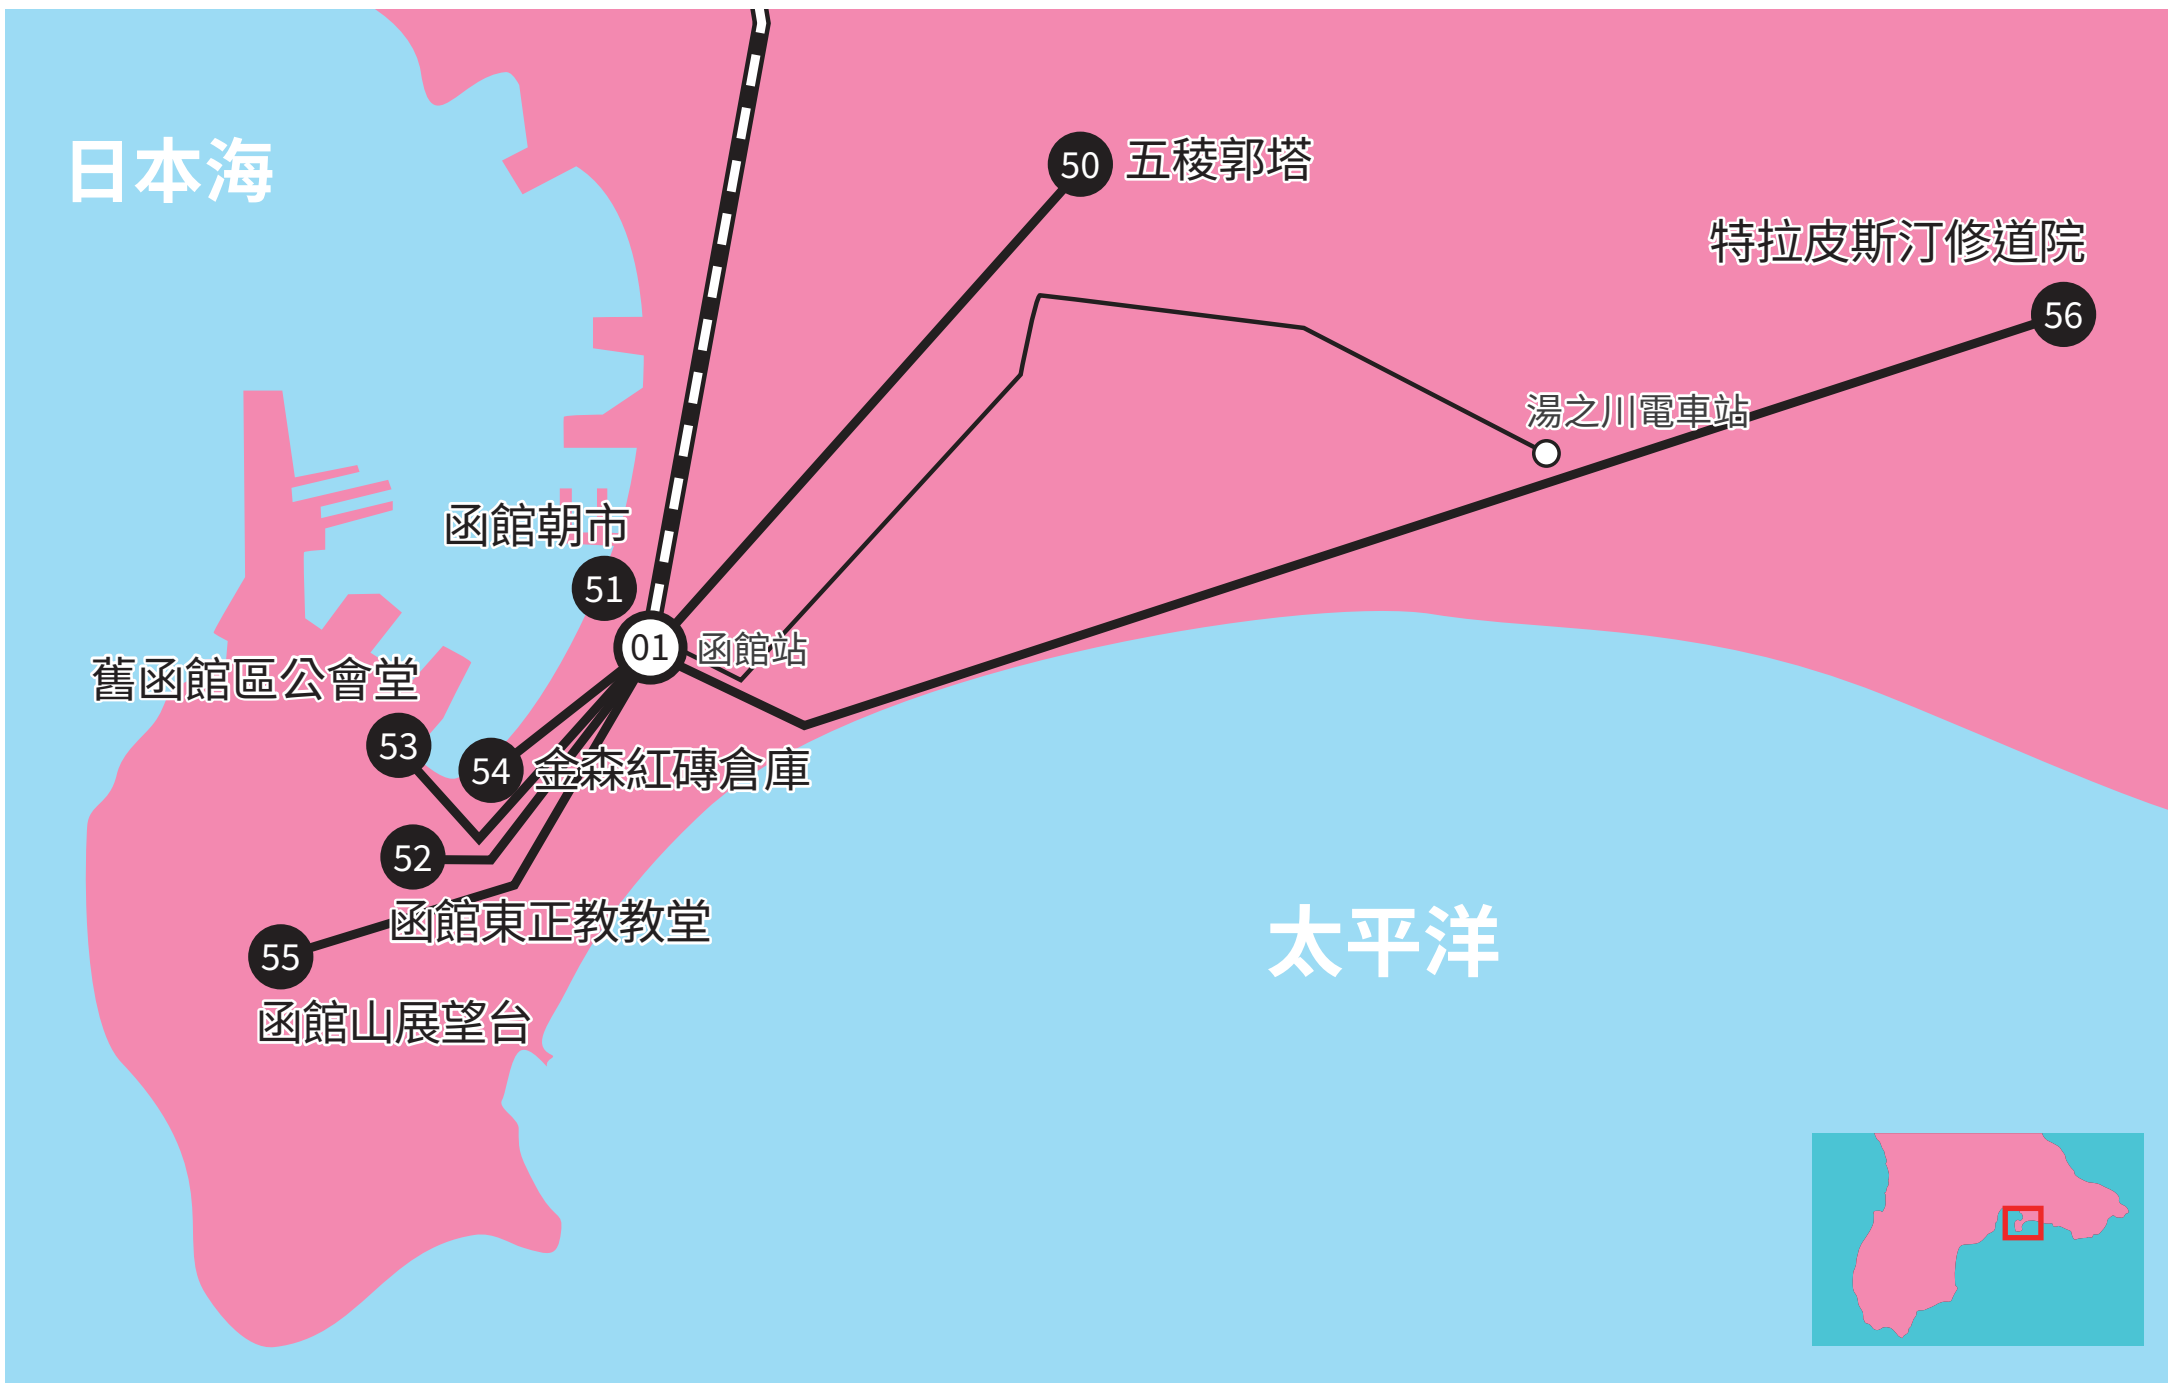 日本海
50
五稜郭塔
特拉皮斯汀修道院
56
湯之川電車站
函館朝市
51
01
函館站
舊函館區公會堂
53
54
金森紅磚倉庫
52
函館東正教教堂
55
函館山展望台
太平洋